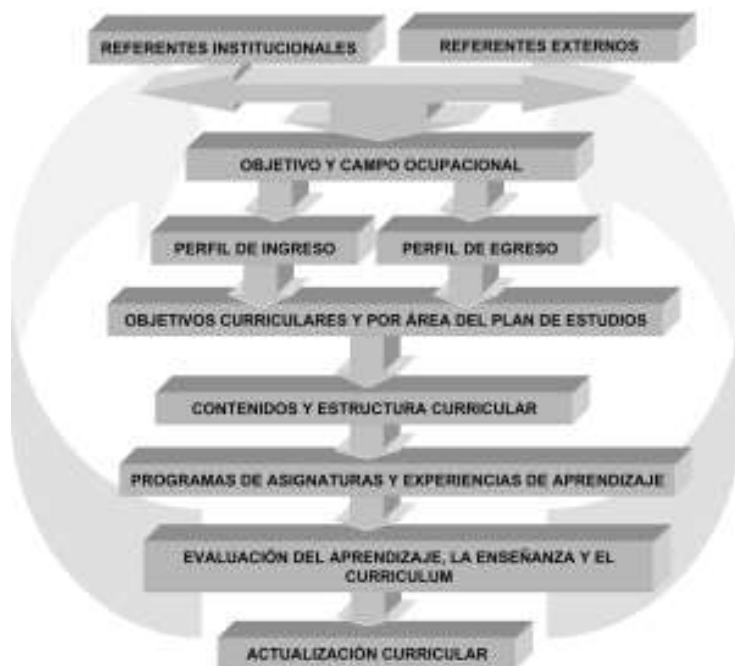 REFERENTES INSTITUCIONALES
REFERENTES EXTERNOS
OBJETIVO Y CAMPO OCUPACIONAL
PERFIL DE INGRESO
PERFIL DE EGRESO
OBJETIVOS CURRICULARES Y POR ÁREA DEL PLAN DE ESTUDIOS
CONTENIDOS Y ESTRUCTURA CURRICULAR
PROGRAMAS DE ASIGNATURAS Y EXPERIENCIAS DE APRENDIZAJE
EVALUACIÓN DEL APRENDIZAJE, LA ENSEÑANZA Y EL
CURRICULUM
ACTUALIZACIÓN CURRICULAR